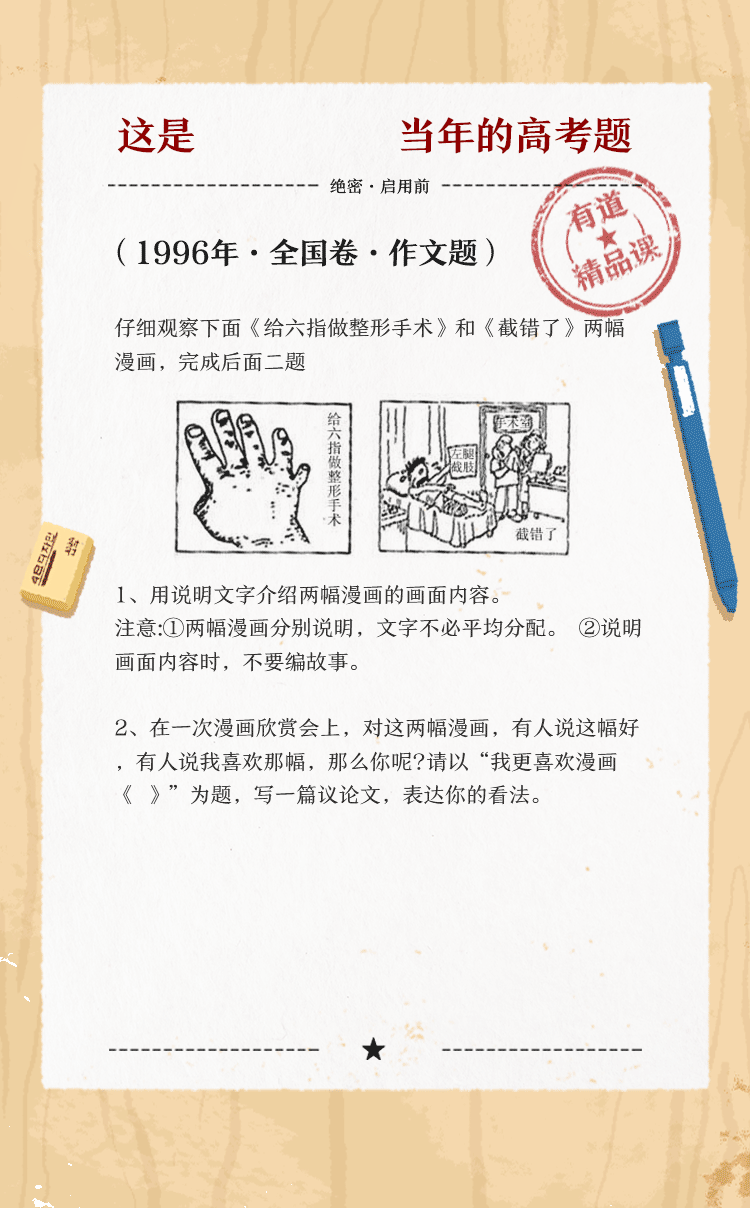 这是 当年的高考题
绝密·启用前
有道
精品课
(1996年·全国卷·作文题)
仔细观察下面《给六指做整形手术》和《截错了》两幅
漫画，完成后面二题
给六指做整形手术
手术室
左腿
截肢
截错了
1、用说明文字介绍两幅漫画的画面内容。
注意:①两幅漫画分别说明，文字不必平均分配。 ②说明
画面内容时，不要编故事。
2、在一次漫画欣赏会上，对这两幅漫画，有人说这幅好
，有人说我喜欢那幅，那么你呢?请以“我更喜欢漫画
《 》”为题，写一篇议论文，表达你的看法。